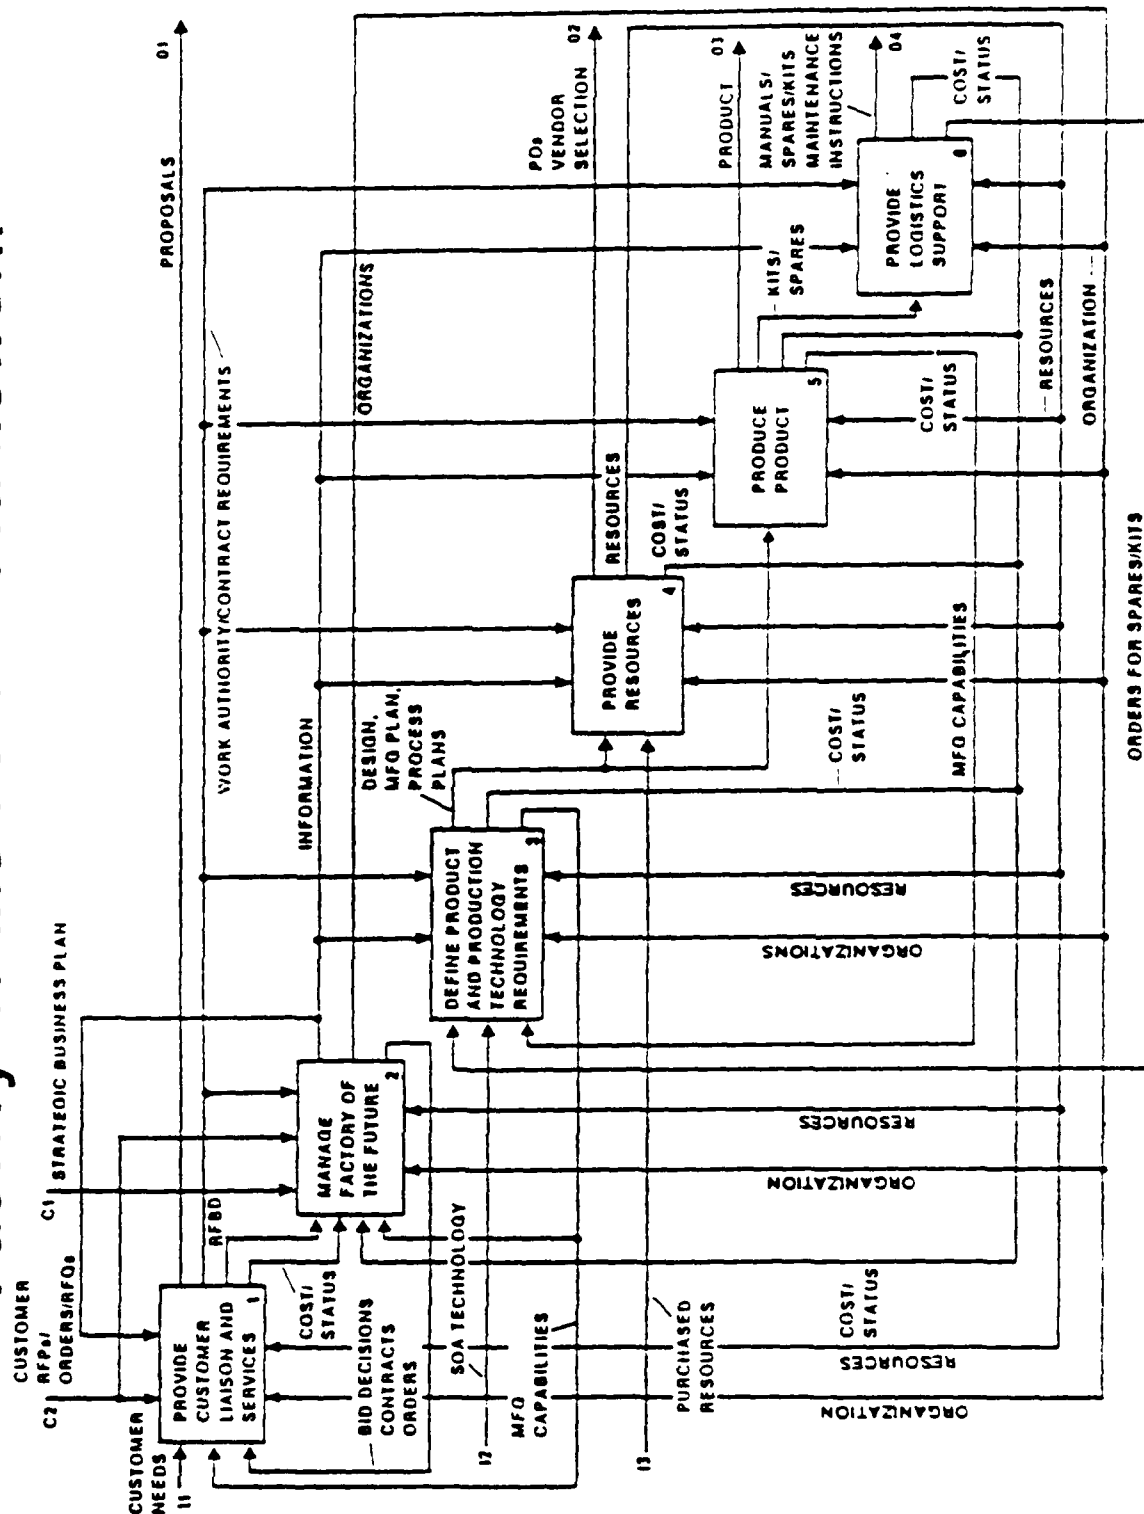 PROPOSALS
O1
WORK AUTHORITY/CONTRACT REQUIREMENTS
INFORMATION
ORGANIZATIONS
POs
VENDOR
SELECTION
O2
RESOURCES
COST/
STATUS
PRODUCT
O3
MANUALS/
SPARES/KITS
MAINTENANCE
INSTRUCTIONS
O4
COST/
STATUS
CUSTOMER
RFPs/
ORDERS/RFQs
C2
C1
STRATEGIC BUSINESS PLAN
CUSTOMER
NEEDS
I1
PROVIDE
CUSTOMER
LIAISON AND
SERVICES
1
RFBD
COST/
STATUS
BID DECISIONS
CONTRACTS
ORDERS
MANAGE
FACTORY OF
THE FUTURE
2
SOA TECHNOLOGY
I2
MFG
CAPABILITIES
I3
PURCHASED
RESOURCES
DEFINE PRODUCT
AND PRODUCTION
TECHNOLOGY
REQUIREMENTS
3
DESIGN,
MFG PLAN,
PROCESS
PLANS
PROVIDE
RESOURCES
4
PRODUCE
PRODUCT
5
KITS/
SPARES
PROVIDE
LOGISTICS
SUPPORT
6
COST/
STATUS
COST/
STATUS
MFG CAPABILITIES
RESOURCES
ORGANIZATION
COST/
STATUS
RESOURCES
ORGANIZATION
RESOURCES
ORGANIZATION
RESOURCES
ORGANIZATIONS
ORDERS FOR SPARES/KITS